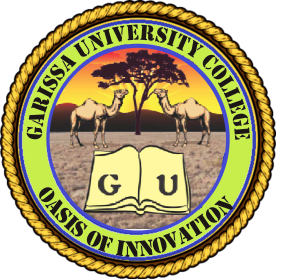 GARISSA UNIVERSITY COLLEGE
G U
OASIS OF INNOVATION